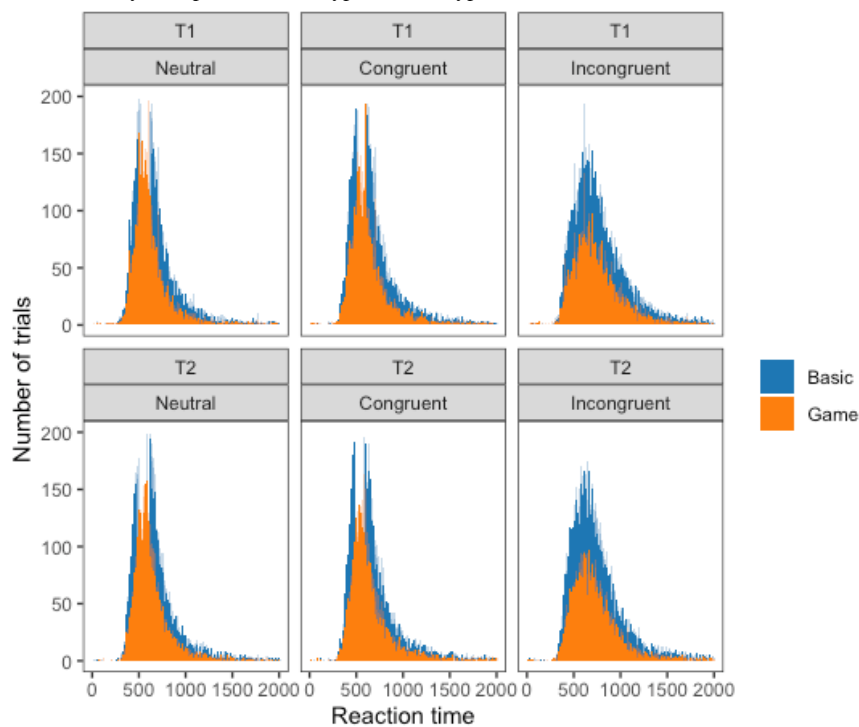 T1 T1 T1
Neutral Congruent Incongruent
200
150
100
50
0
T2 T2 T2
Neutral Congruent Incongruent
200
150
100
50
0
0 500 1000 1500 2000 0 500 1000 1500 2000 0 500 1000 1500 2000
Reaction time
Number of trials
Basic
Game